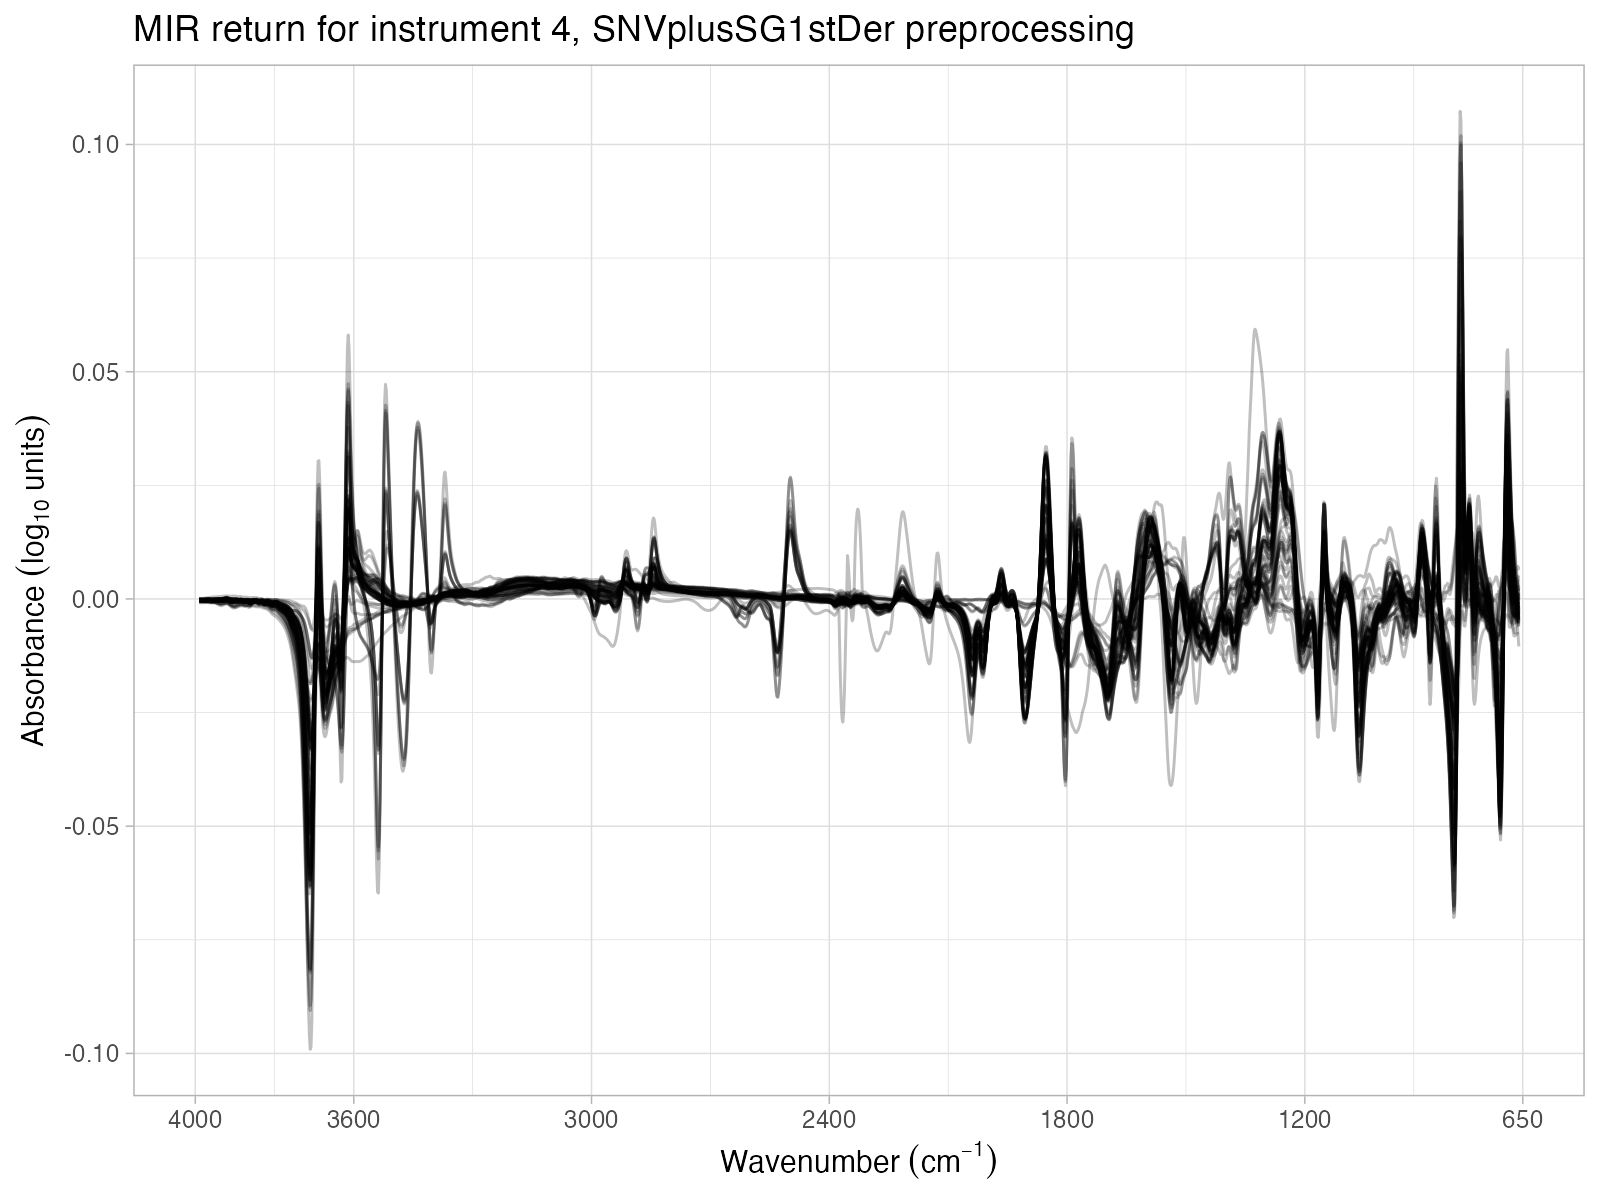 MIR return for instrument 4, SNVplusSG1stDer preprocessing
Absorbance (log₁₀ units)
0.10
0.05
0.00
-0.05
-0.10
4000 3600 3000 2400 1800 1200 650
Wavenumber (cm⁻¹)